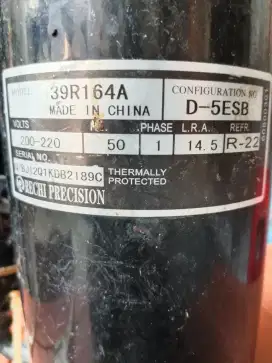 MODEL 39R164A CONFIGURATION NO.
MADE IN CHINA D-5ESB
VOLTS PHASE L.R.A. REFR.
200-220 50 1 14.5 R-22
SERIAL NO.
THERMALLY
PROTECTED
RECHI PRECISION